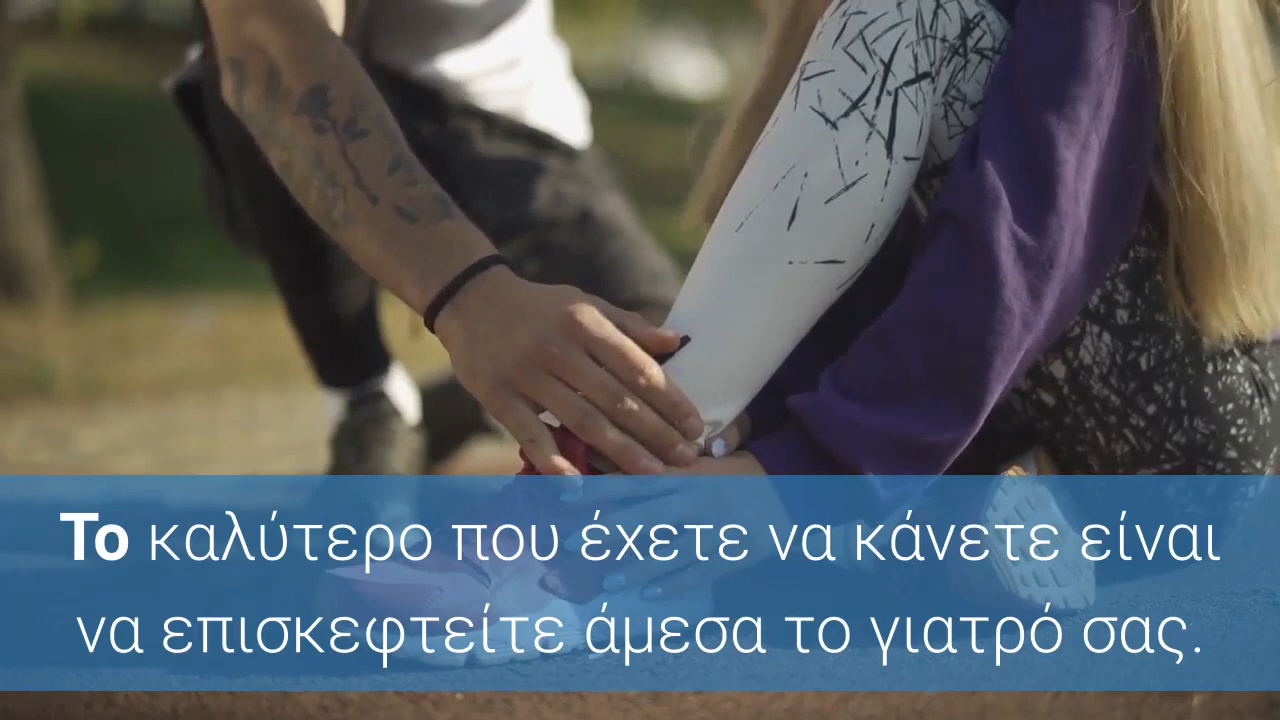 Το καλύτερο που έχετε να κάνετε είναι
να επισκεφτείτε άμεσα το γιατρό σας.